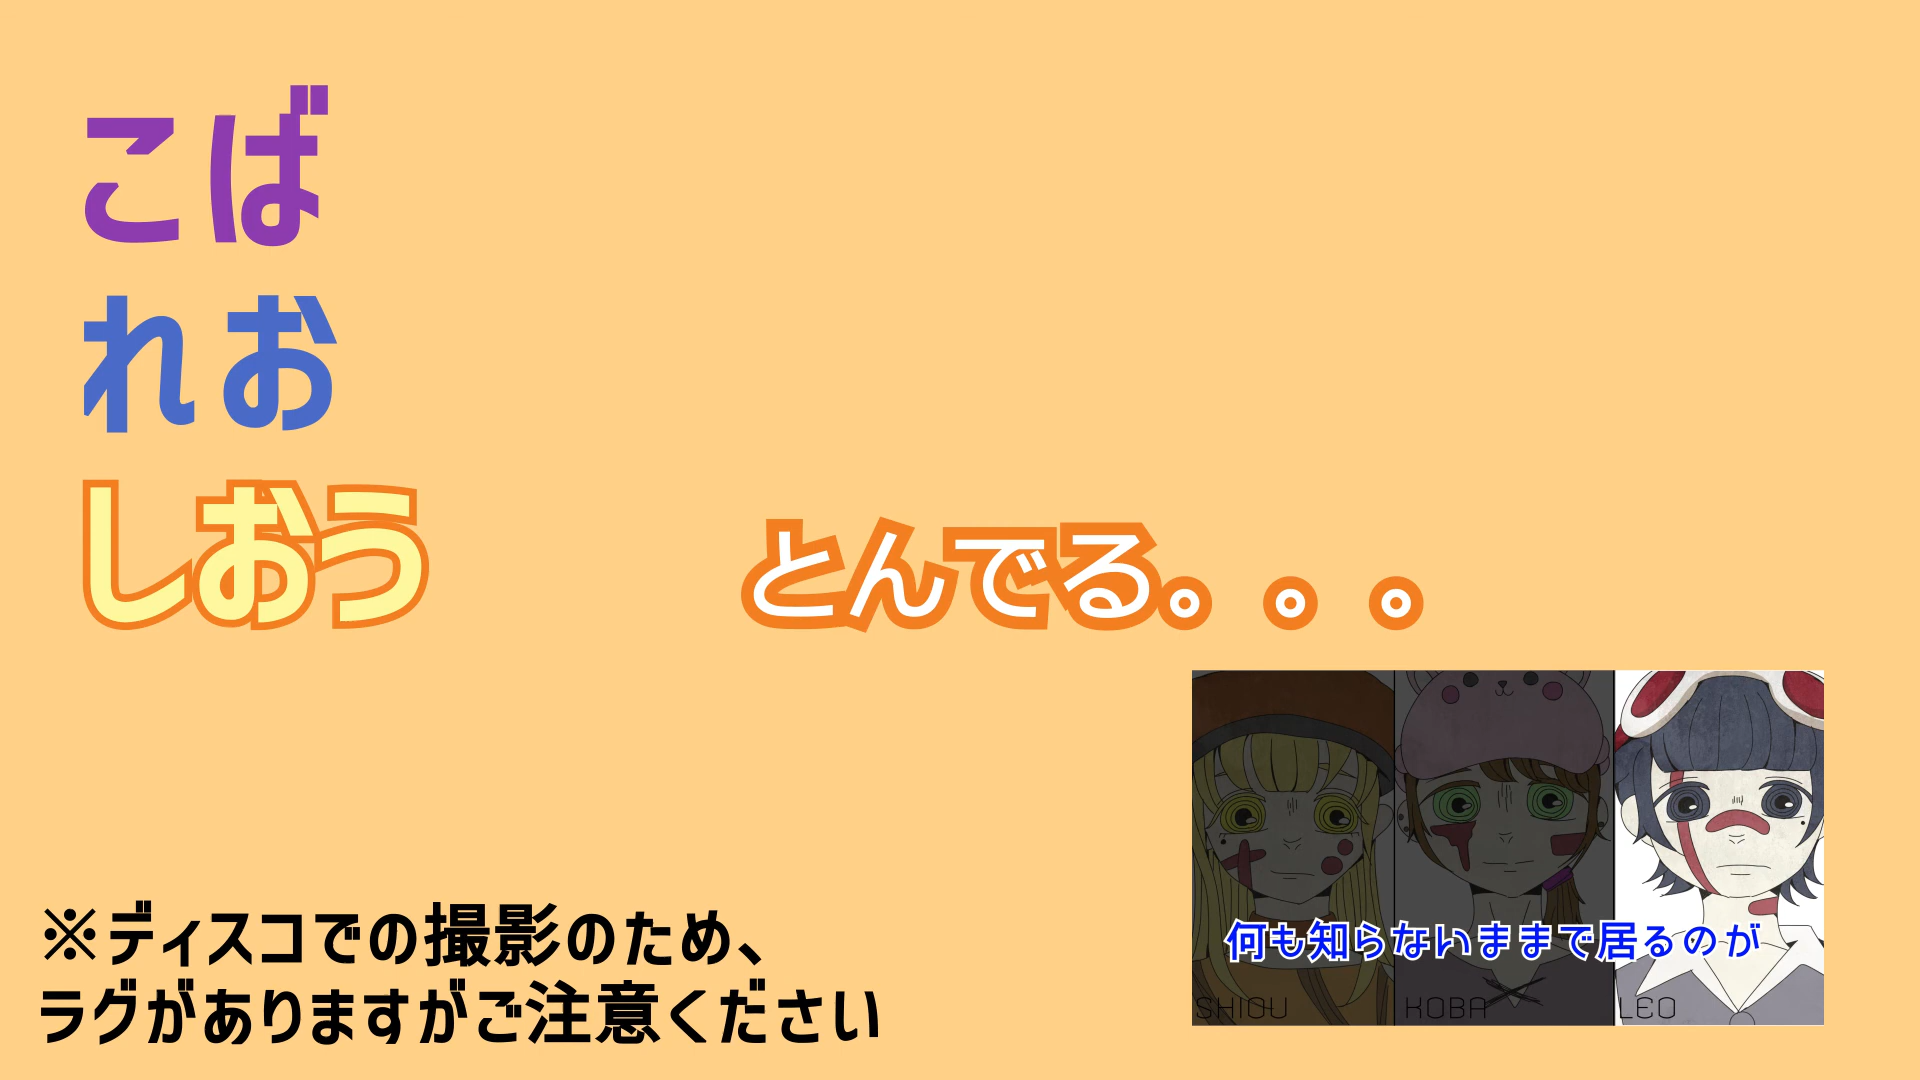 こば
れお
しおう
とんでる。。。
何も知らないままで居るのが
SHIOU
KOBA
LEO
※ディスコでの撮影のため、
ラグがありますがご注意ください